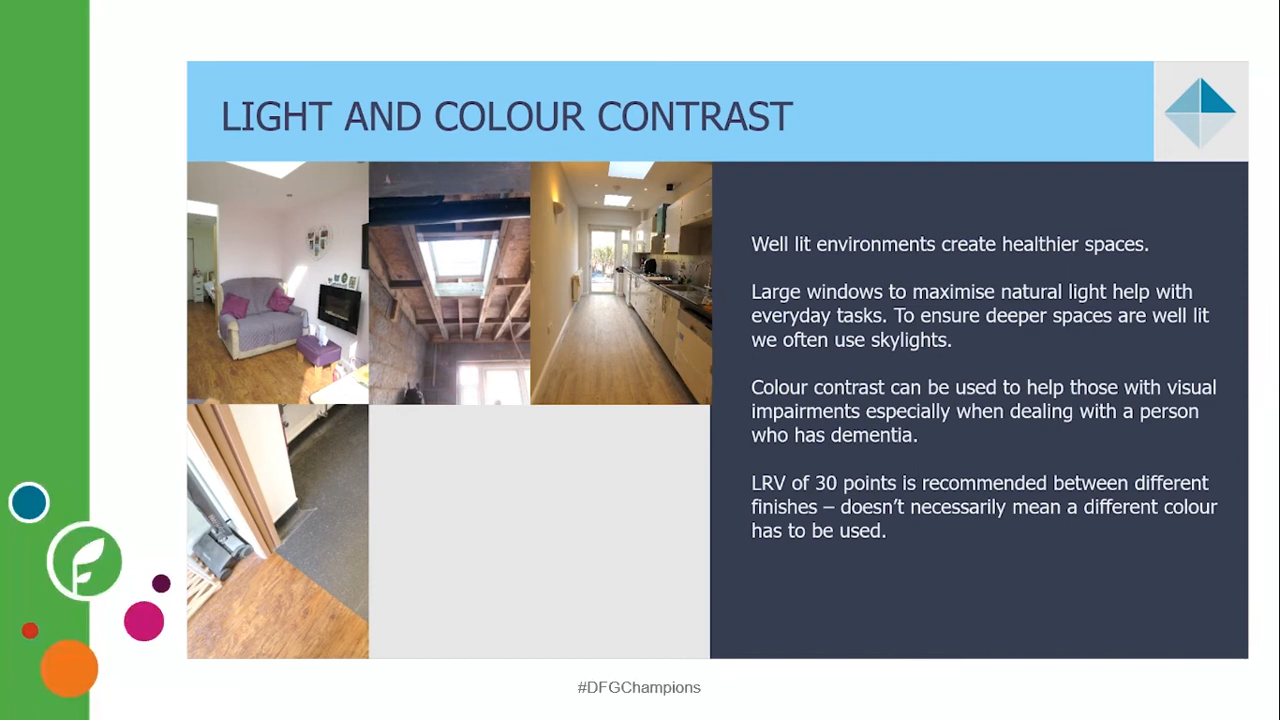 LIGHT AND COLOUR CONTRAST
Well lit environments create healthier spaces.
Large windows to maximise natural light help with
everyday tasks. To ensure deeper spaces are well lit
we often use skylights.
Colour contrast can be used to help those with visual
impairments especially when dealing with a person
who has dementia.
LRV of 30 points is recommended between different
finishes – doesn’t necessarily mean a different colour
has to be used.
#DFGChampions